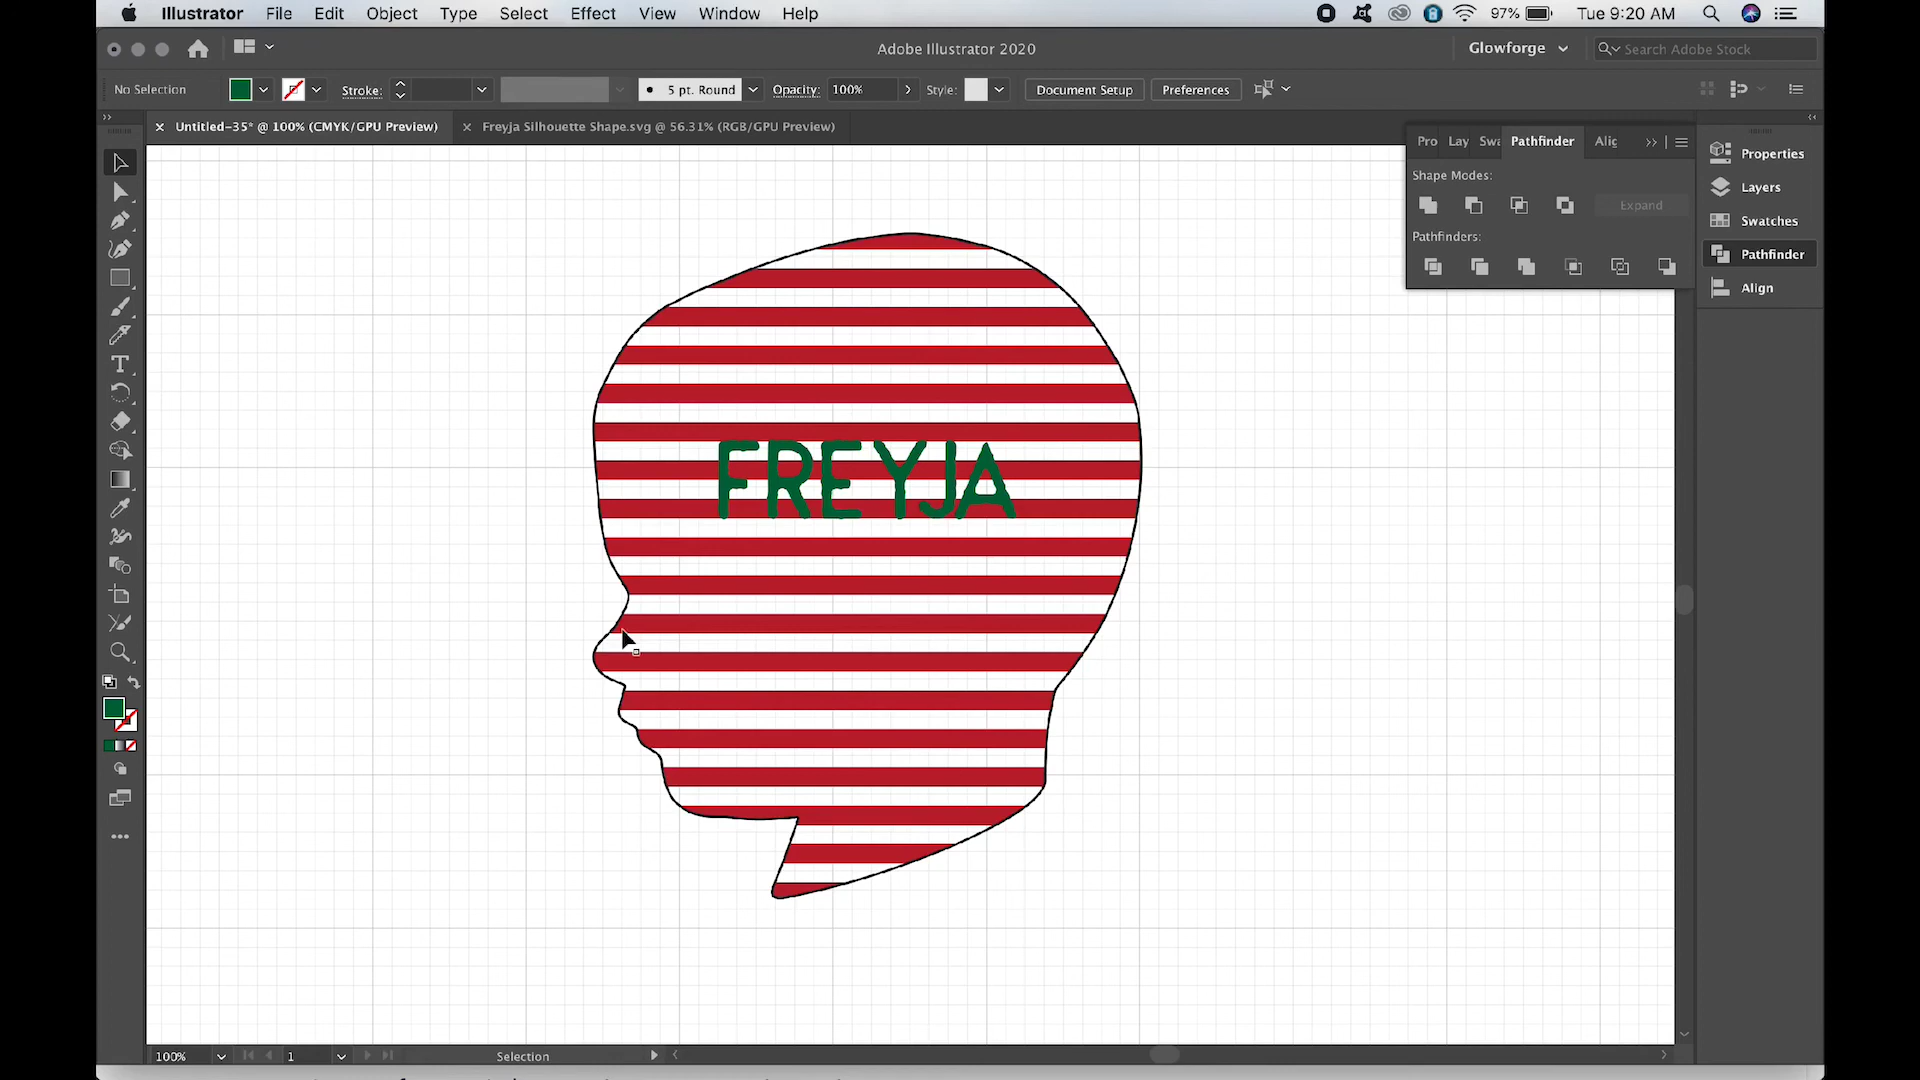 Illustrator File Edit Object Type Select Effect View Window Help 97% Tue 9:20 AM
Adobe Illustrator 2020 Glowforge Search Adobe Stock
No Selection Stroke: 5 pt. Round Opacity: 100% Style: Document Setup Preferences
Untitled-35* @ 100% (CMYK/GPU Preview) Freyja Silhouette Shape.svg @ 56.31% (RGB/GPU Preview)
Pro Lay Swa Pathfinder Alig
Shape Modes:
Expand
Pathfinders:
Properties
Layers
Swatches
Pathfinder
Align
FREYJA
100% 1 Selection